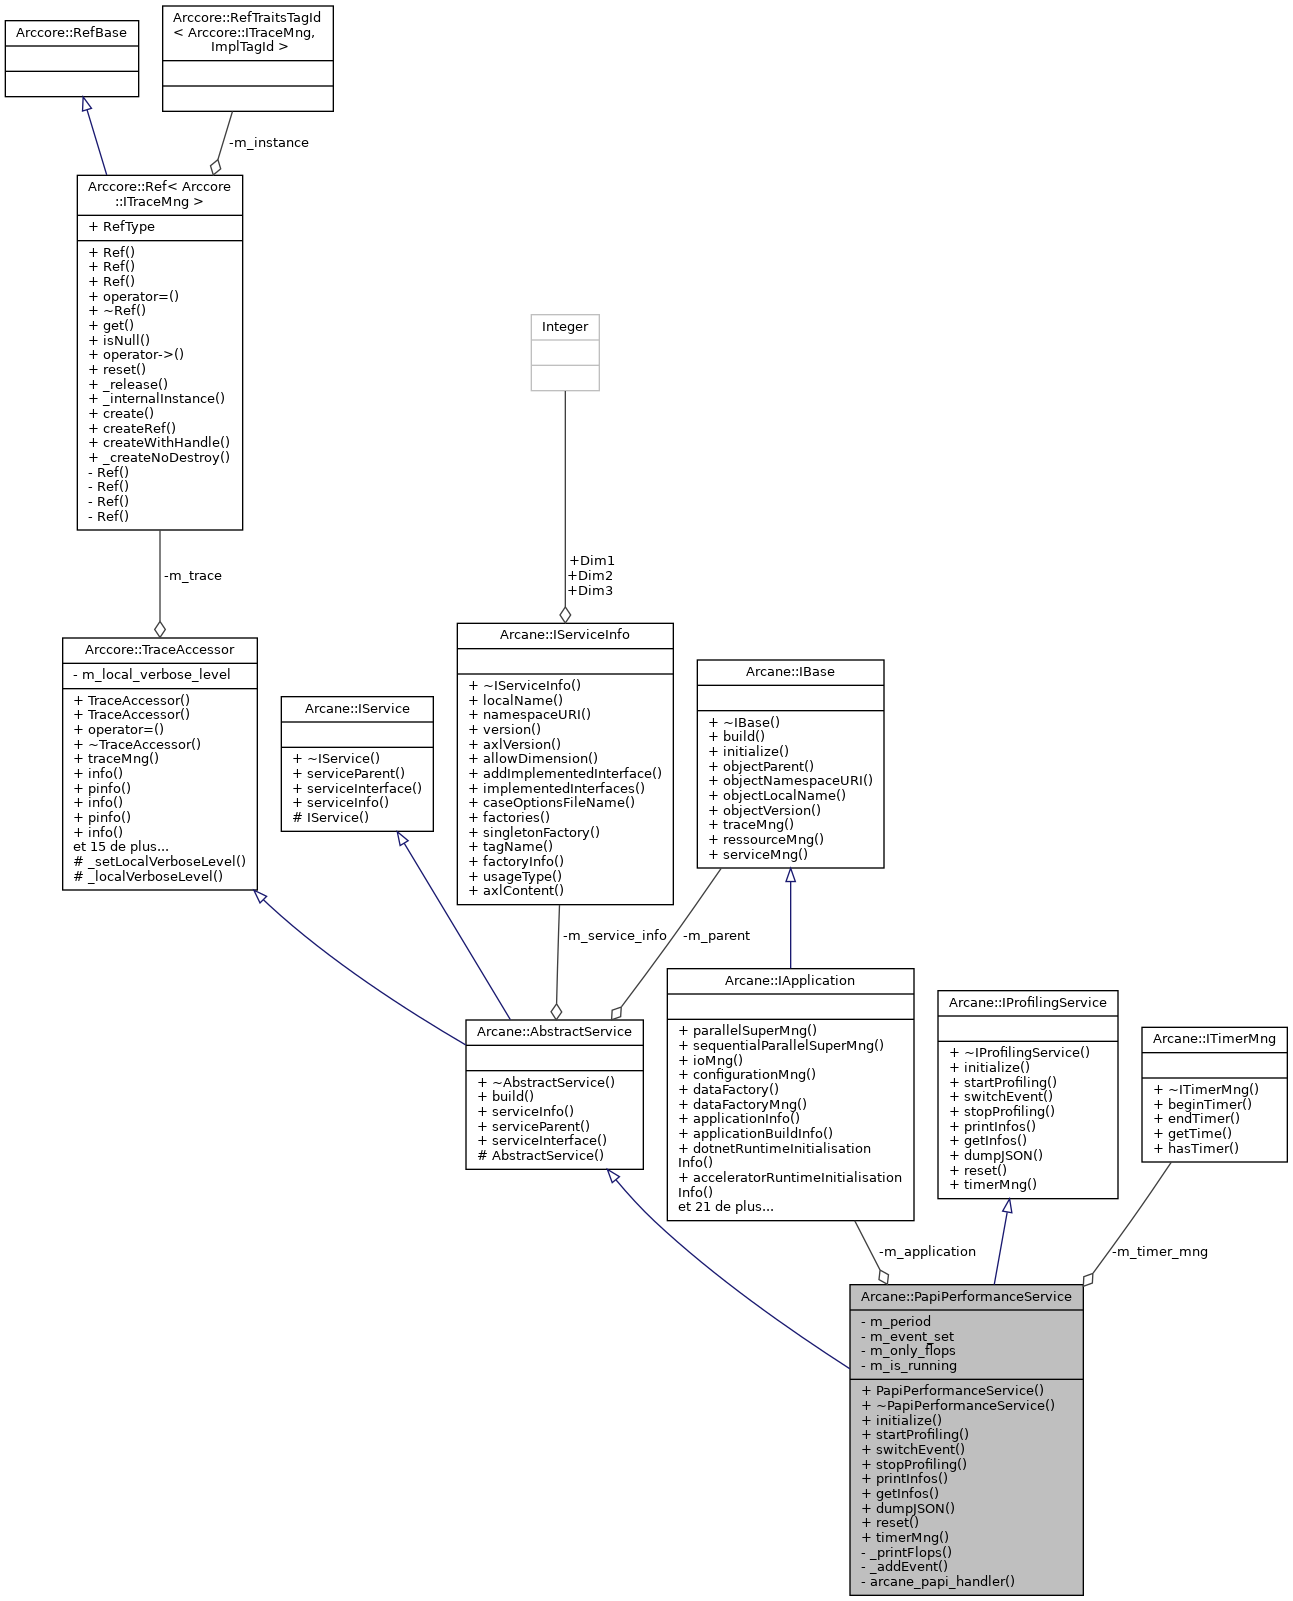 Arccore::RefBase
Arccore::RefTraitsTagId
< Arccore::ITraceMng,
ImplTagId >
-m_instance
Arccore::Ref< Arccore
::ITraceMng >
+ RefType
+ Ref()
+ Ref()
+ Ref()
+ operator=()
+ ~Ref()
+ get()
+ isNull()
+ operator->()
+ reset()
+ _release()
+ _internalInstance()
+ create()
+ createRef()
+ createWithHandle()
+ _createNoDestroy()
- Ref()
- Ref()
- Ref()
- Ref()
-m_trace
Integer
+Dim1
+Dim2
+Dim3
Arccore::TraceAccessor
- m_local_verbose_level
+ TraceAccessor()
+ TraceAccessor()
+ operator=()
+ ~TraceAccessor()
+ traceMng()
+ info()
+ pinfo()
+ info()
+ pinfo()
+ info()
et 15 de plus...
# _setLocalVerboseLevel()
# _localVerboseLevel()
Arcane::IService
+ ~IService()
+ serviceParent()
+ serviceInterface()
+ serviceInfo()
# IService()
Arcane::IServiceInfo
+ ~IServiceInfo()
+ localName()
+ namespaceURI()
+ version()
+ axlVersion()
+ allowDimension()
+ addImplementedInterface()
+ implementedInterfaces()
+ caseOptionsFileName()
+ factories()
+ singletonFactory()
+ tagName()
+ factoryInfo()
+ usageType()
+ axlContent()
Arcane::IBase
+ ~IBase()
+ build()
+ initialize()
+ objectParent()
+ objectNamespaceURI()
+ objectLocalName()
+ objectVersion()
+ traceMng()
+ ressourceMng()
+ serviceMng()
-m_service_info
-m_parent
Arcane::AbstractService
+ ~AbstractService()
+ build()
+ serviceInfo()
+ serviceParent()
+ serviceInterface()
# AbstractService()
Arcane::IApplication
+ parallelSuperMng()
+ sequentialParallelSuperMng()
+ ioMng()
+ configurationMng()
+ dataFactory()
+ dataFactoryMng()
+ applicationInfo()
+ applicationBuildInfo()
+ dotnetRuntimeInitialisation
Info()
+ acceleratorRuntimeInitialisation
Info()
et 21 de plus...
Arcane::IProfilingService
+ ~IProfilingService()
+ initialize()
+ startProfiling()
+ switchEvent()
+ stopProfiling()
+ printInfos()
+ getInfos()
+ dumpJSON()
+ reset()
+ timerMng()
Arcane::ITimerMng
+ ~ITimerMng()
+ beginTimer()
+ endTimer()
+ getTime()
+ hasTimer()
-m_application
-m_timer_mng
Arcane::PapiPerformanceService
- m_period
- m_event_set
- m_only_flops
- m_is_running
+ PapiPerformanceService()
+ ~PapiPerformanceService()
+ initialize()
+ startProfiling()
+ switchEvent()
+ stopProfiling()
+ printInfos()
+ getInfos()
+ dumpJSON()
+ reset()
+ timerMng()
- _printFlops()
- _addEvent()
- arcane_papi_handler()